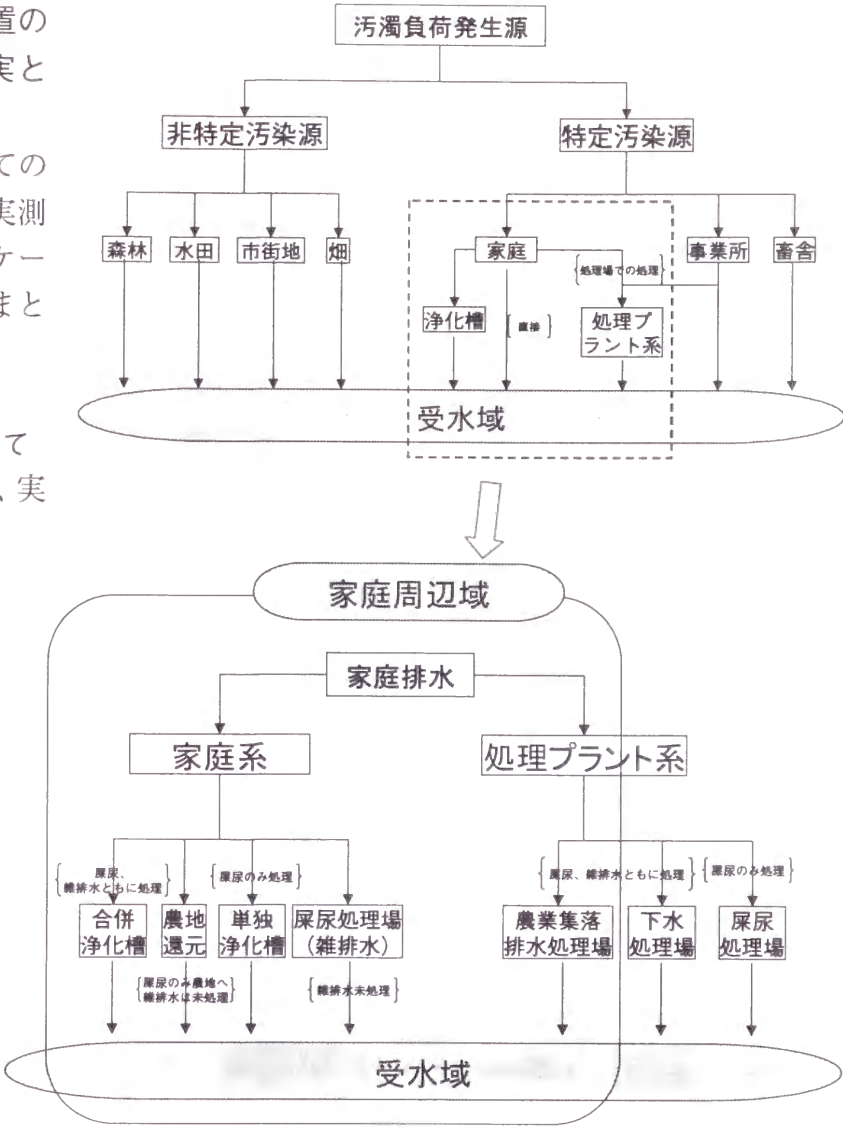 置の
実と
ての
実測
ケー
まと
て
、実
汚濁負荷発生源
非特定汚染源
特定汚染源
森林
水田
市街地
畑
家庭
処理場での処理
事業所
畜舎
浄化槽
直接
処理プ
ラント系
受水域
家庭周辺域
家庭排水
家庭系
処理プラント系
屎尿、
雑排水ともに処理
屎尿のみ処理
屎尿、雑排水ともに処理
屎尿のみ処理
合併
浄化槽
農地
還元
単独
浄化槽
屎尿処理場
(雑排水)
農業集落
排水処理場
下水
処理場
屎尿
処理場
屎尿のみ農地へ
雑排水は未処理
雑排水未処理
受水域